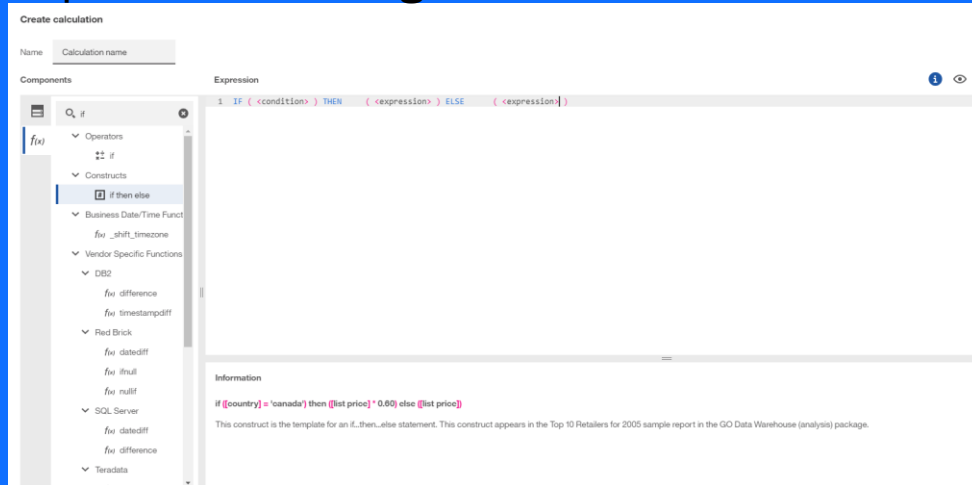 Create calculation
Name Calculation name
Components
Expression
f(x)
if
Operators
if
Constructs
if then else
Business Date/Time Funct
f(x) _shift_timezone
Vendor Specific Functions
DB2
f(x) difference
f(x) timestampdiff
Red Brick
f(x) datediff
f(x) ifnull
f(x) nullif
SQL Server
f(x) datediff
f(x) difference
Teradata
1 IF ( <condition> ) THEN ( <expression> ) ELSE ( <expression> )
Information
if ([country] = 'canada') then ([list price] * 0.60) else ([list price])
This construct is the template for an if...then...else statement. This construct appears in the Top 10 Retailers for 2005 sample report in the GO Data Warehouse (analysis) package.